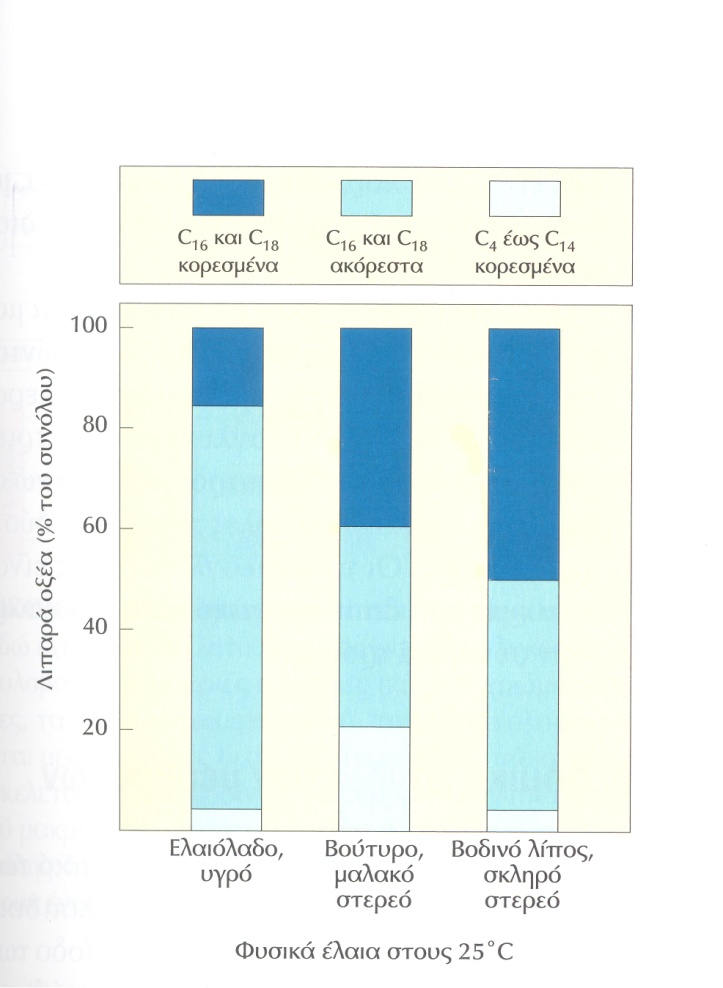 C16 και C18 κορεσμένα
C16 και C18 ακόρεστα
C4 έως C14 κορεσμένα
Λιπαρά οξέα (% του συνόλου)
100
80
60
40
20
Ελαιόλαδο, υγρό
Βούτυρο, μαλακό στερεό
Βοδινό λίπος, σκληρό στερεό
Φυσικά έλαια στους 25°C